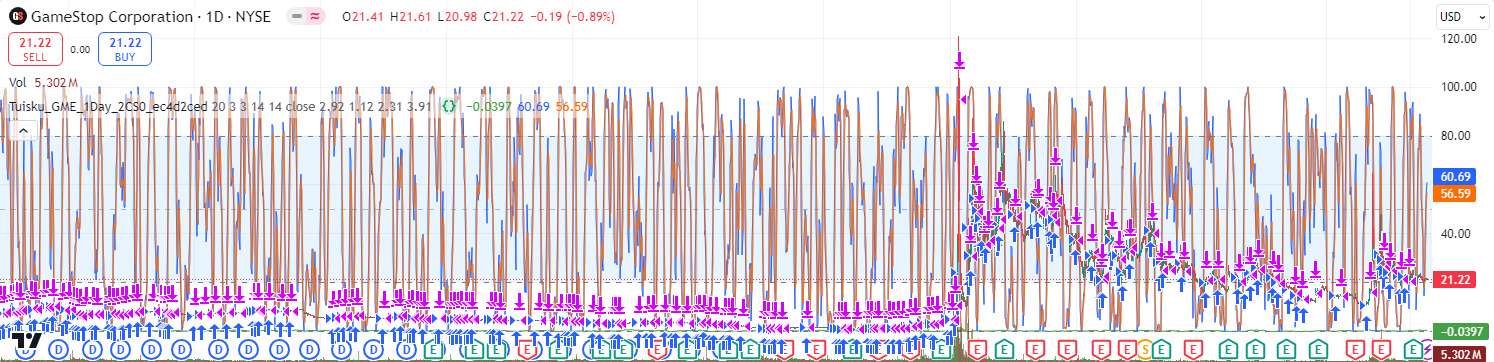 GameStop Corporation · 1D · NYSE O21.41 H21.61 L20.98 C21.22 −0.19 (−0.89%)
USD
21.22
SELL
0.00
21.22
BUY
Vol 5.302 M
Tuisku_GME_1Day_2CS0_ec4d2ced 20 3 3 14 14 close 2.92 1.12 2.31 3.91 {} −0.0397 60.69 56.59
120.00
100.00
80.00
60.69
56.59
40.00
21.22
−0.0397
5.302 M
D D D D D D D D D D D D E E E E E E E E E E E E E E E E E E E E E E E S E E E E E E E E E